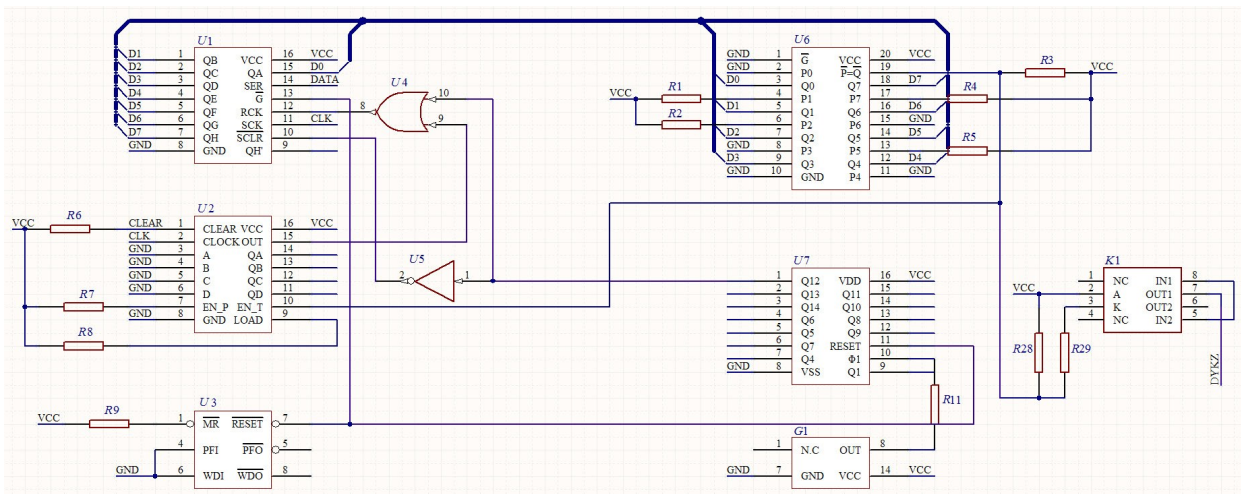 U1
D1 1 QB VCC 16 VCC
D2 2 QC QA 15 D0
D3 3 QD SER 14 DATA
D4 4 QE G 13
D5 5 QF RCK 12
D6 6 QG SCK 11 CLK
D7 7 QH SCLR 10
GND 8 GND QH' 9
U4
8 10
9
U6
GND 1 G VCC 20 VCC
GND 2 P0 P=Q 19
D0 3 Q0 Q7 18 D7
4 P1 P7 17
D1 5 Q1 Q6 16 D6
6 P2 P6 15 GND
D2 7 Q2 Q5 14 D5
GND 8 P3 P5 13
D3 9 Q3 Q4 12 D4
GND 10 GND P4 11 GND
VCC R1
R2
R3 VCC
R4
R5
U2
VCC R6 CLEAR 1 CLEAR VCC 16 VCC
CLK 2 CLOCK OUT 15
GND 3 A QA 14
GND 4 B QB 13
GND 5 C QC 12
GND 6 D QD 11
R7 7 EN_P EN_T 10
GND 8 GND LOAD 9
R8
U5
2 1
U7
1 Q12 VDD 16 VCC
2 Q13 Q11 15
3 Q14 Q10 14
4 Q6 Q8 13
5 Q5 Q9 12
6 Q7 RESET 11
7 Q4 Φ1 10
GND 8 VSS Q1 9
R11
K1
1 NC IN1 8
VCC 2 A OUT1 7
3 K OUT2 6
4 NC IN2 5
R28 R29
DYKZ
U3
VCC R9 1 MR RESET 7
4 PFI PFO 5
GND 6 WDI WDO 8
G1
1 N.C OUT 8
GND 7 GND VCC 14 VCC